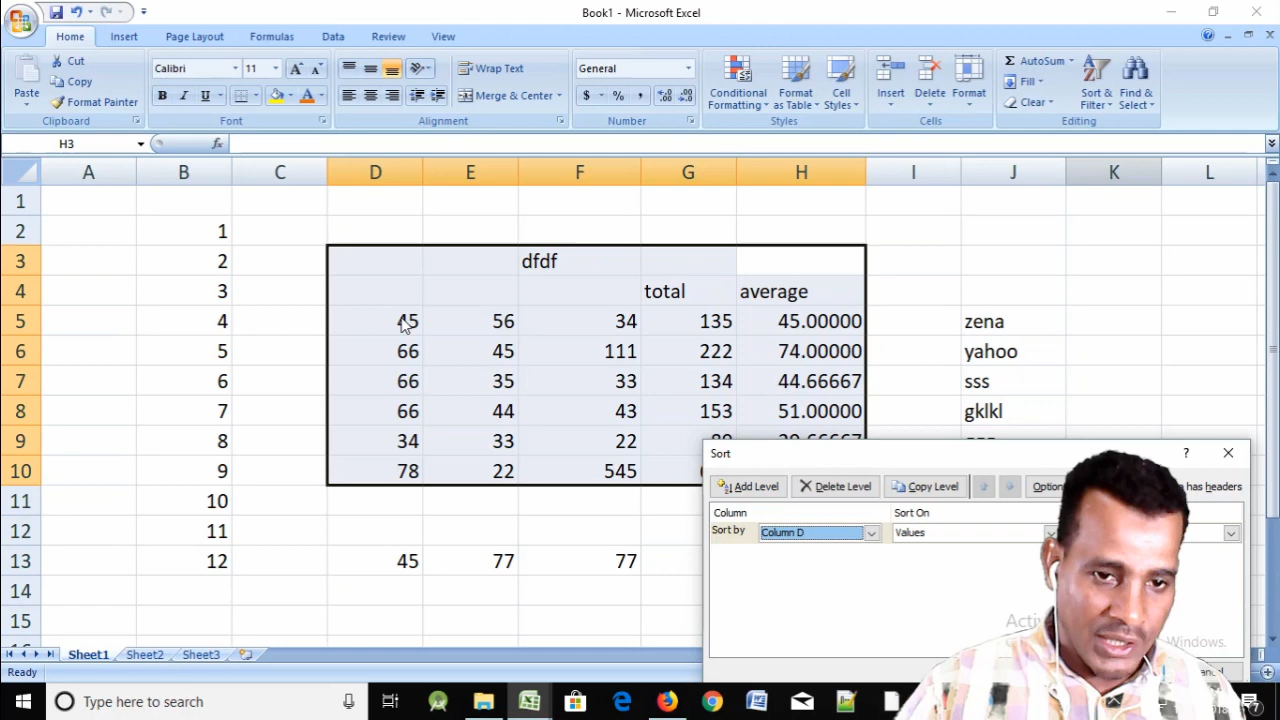 Book1 - Microsoft Excel
Home Insert Page Layout Formulas Data Review View
Paste
Cut
Copy
Format Painter
Clipboard
Calibri 11
B I U
Font
Wrap Text
Merge & Center
Alignment
General
$ % ,
Number
Conditional Formatting
Format as Table
Cell Styles
Styles
Insert Delete Format
Cells
Σ AutoSum
Fill
Clear
Sort & Filter
Find & Select
Editing
H3 fx
A B C D E F G H I J K L
1
2 1
3 2 dfdf
4 3 total average
5 4 45 56 34 135 45.00000 zena
6 5 66 45 111 222 74.00000 yahoo
7 6 66 35 33 134 44.66667 sss
8 7 66 44 43 153 51.00000 gklkl
9 8 34 33 22
10 9 78 22 545
11 10
12 11
13 12 45 77 77
14
15
Sort ?
Add Level Delete Level Copy Level headers
Column Sort On
Sort by Column D Values
Windows.
Sheet1 Sheet2 Sheet3
Ready
Type here to search